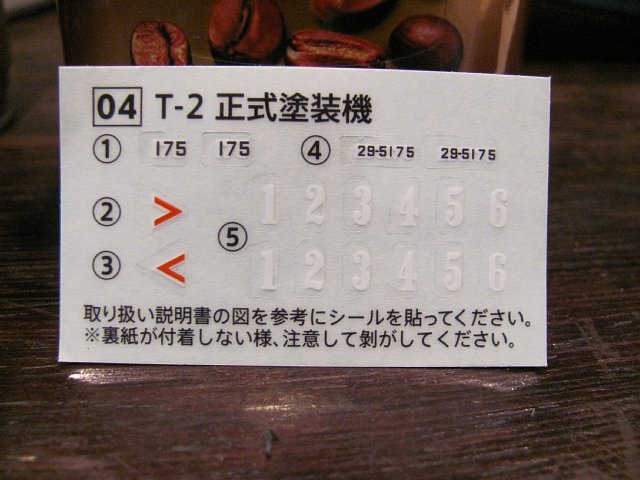 04 T-2 正式塗装機
① 175 175 ④ 29-5175 29-5175
② > 1 2 3 4 5 6
⑤
③ < 1 2 3 4 5 6
取り扱い説明書の図を参考にシールを貼ってください。
※裏紙が付着しない様、注意して剝がしてください。